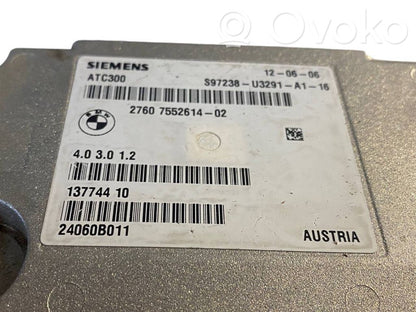 Ovoko
SIEMENS 12-06-06
ATC300 S97238-U3291-A1-16
BMW
2760 7552614-02
4.0 3.0 1.2
137744 10
24060B011
AUSTRIA